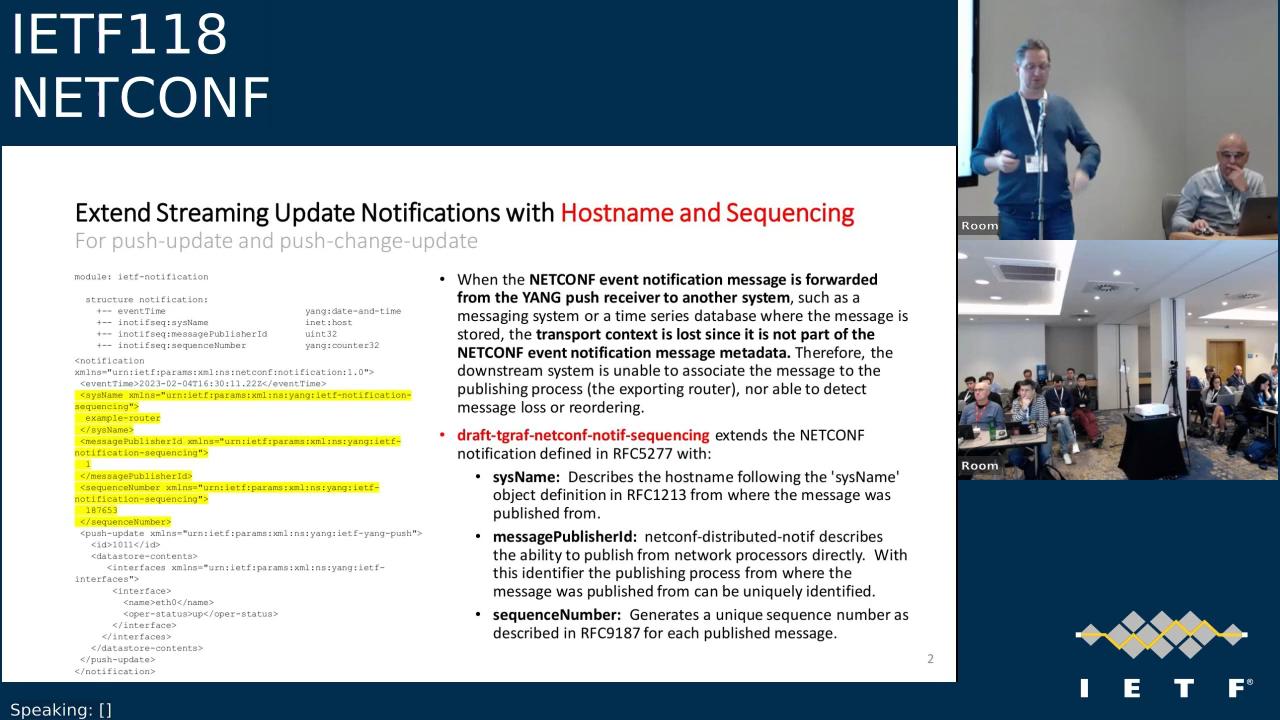 IETF118
NETCONF
Room
Extend Streaming Update Notifications with Hostname and Sequencing
For push-update and push-change-update
module: ietf-notification
structure notification:
+-- eventTime yang:date-and-time
+-- inotifseq:sysName inet:host
+-- inotifseq:messagePublisherId uint32
+-- inotifseq:sequenceNumber yang:counter32
<notification
xmlns="urn:ietf:params:xml:ns:netconf:notification:1.0">
<eventTime>2023-02-04T16:30:11.22Z</eventTime>
<sysName xmlns="urn:ietf:params:xml:ns:yang:ietf-notification-
sequencing">
example-router
</sysName>
<messagePublisherId xmlns="urn:ietf:params:xml:ns:yang:ietf-
notification-sequencing">
1
</messagePublisherId>
<sequenceNumber xmlns="urn:ietf:params:xml:ns:yang:ietf-
notification-sequencing">
187653
</sequenceNumber>
<push-update xmlns="urn:ietf:params:xml:ns:yang:ietf-yang-push">
<id>1011</id>
<datastore-contents>
<interfaces xmlns="urn:ietf:params:xml:ns:yang:ietf-
interfaces">
<interface>
<name>eth0</name>
<oper-status>up</oper-status>
</interface>
</interfaces>
</datastore-contents>
</push-update>
</notification>
• When the NETCONF event notification message is forwarded
from the YANG push receiver to another system, such as a
messaging system or a time series database where the message is
stored, the transport context is lost since it is not part of the
NETCONF event notification message metadata. Therefore, the
downstream system is unable to associate the message to the
publishing process (the exporting router), nor able to detect
message loss or reordering.
• draft-tgraf-netconf-notif-sequencing extends the NETCONF
notification defined in RFC5277 with:
• sysName: Describes the hostname following the 'sysName'
object definition in RFC1213 from where the message was
published from.
• messagePublisherId: netconf-distributed-notif describes
the ability to publish from network processors directly. With
this identifier the publishing process from where the
message was published from can be uniquely identified.
• sequenceNumber: Generates a unique sequence number as
described in RFC9187 for each published message.
2
Room
I E T F®
Speaking: []